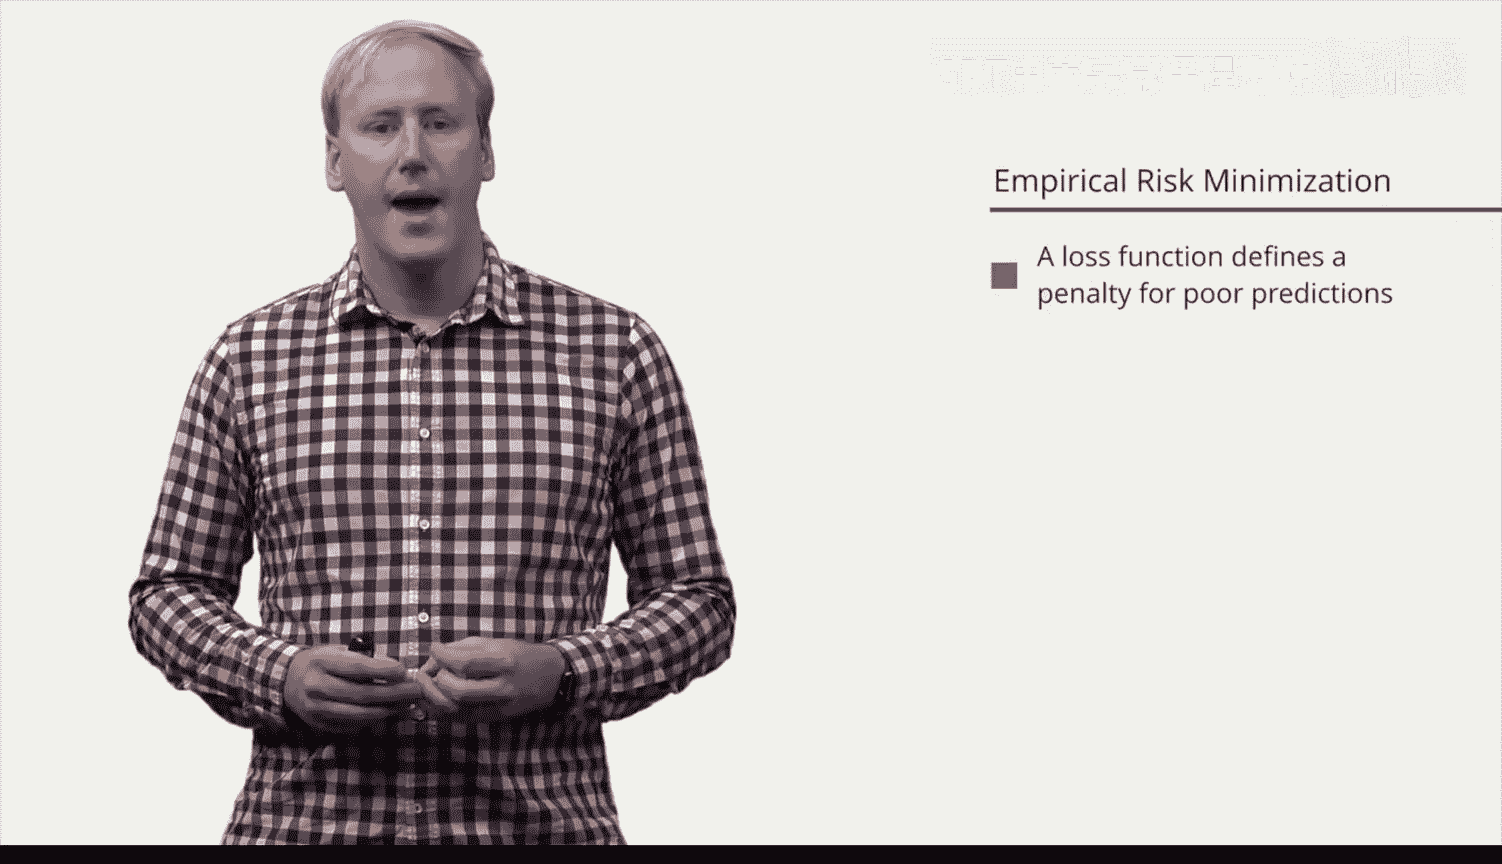 Empirical Risk Minimization
A loss function defines a
penalty for poor predictions